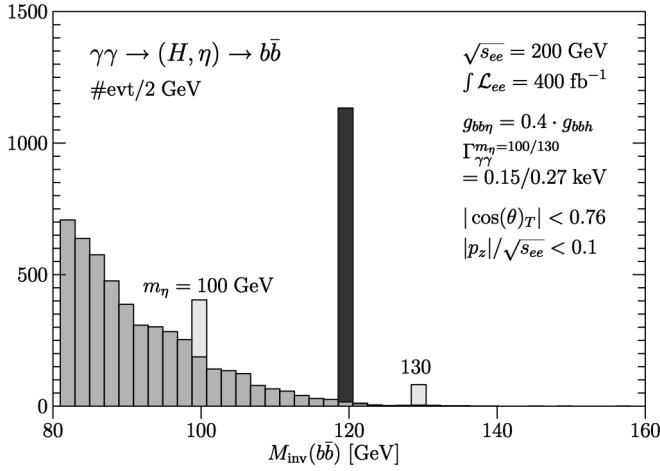 1500
1000
500
0
γγ → (H, η) → bb̄
#evt/2 GeV
√s_ee = 200 GeV
∫ 𝓛_ee = 400 fb⁻¹
g_bbη = 0.4 · g_bbh
Γ_γγ^{m_η=100/130}
= 0.15/0.27 keV
|cos(θ)_T| < 0.76
|p_z|/√s_ee < 0.1
m_η = 100 GeV
130
80 100 120 140 160
M_inv(bb̄) [GeV]